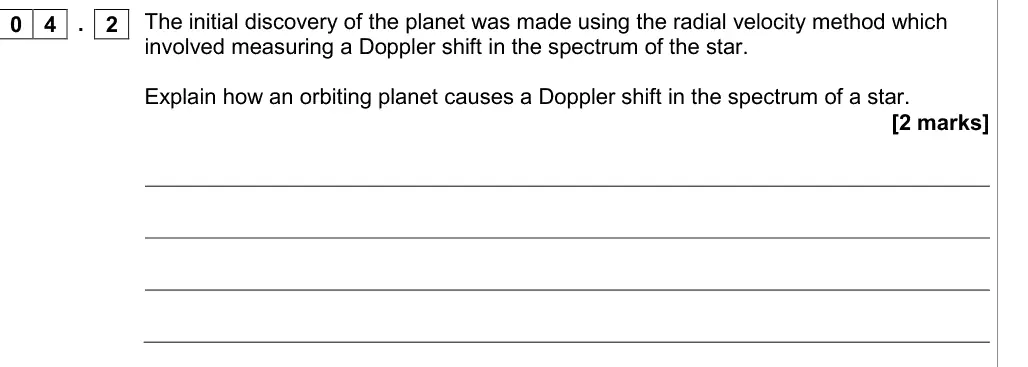 0 4 . 2 The initial discovery of the planet was made using the radial velocity method which
involved measuring a Doppler shift in the spectrum of the star.
Explain how an orbiting planet causes a Doppler shift in the spectrum of a star.
[2 marks]